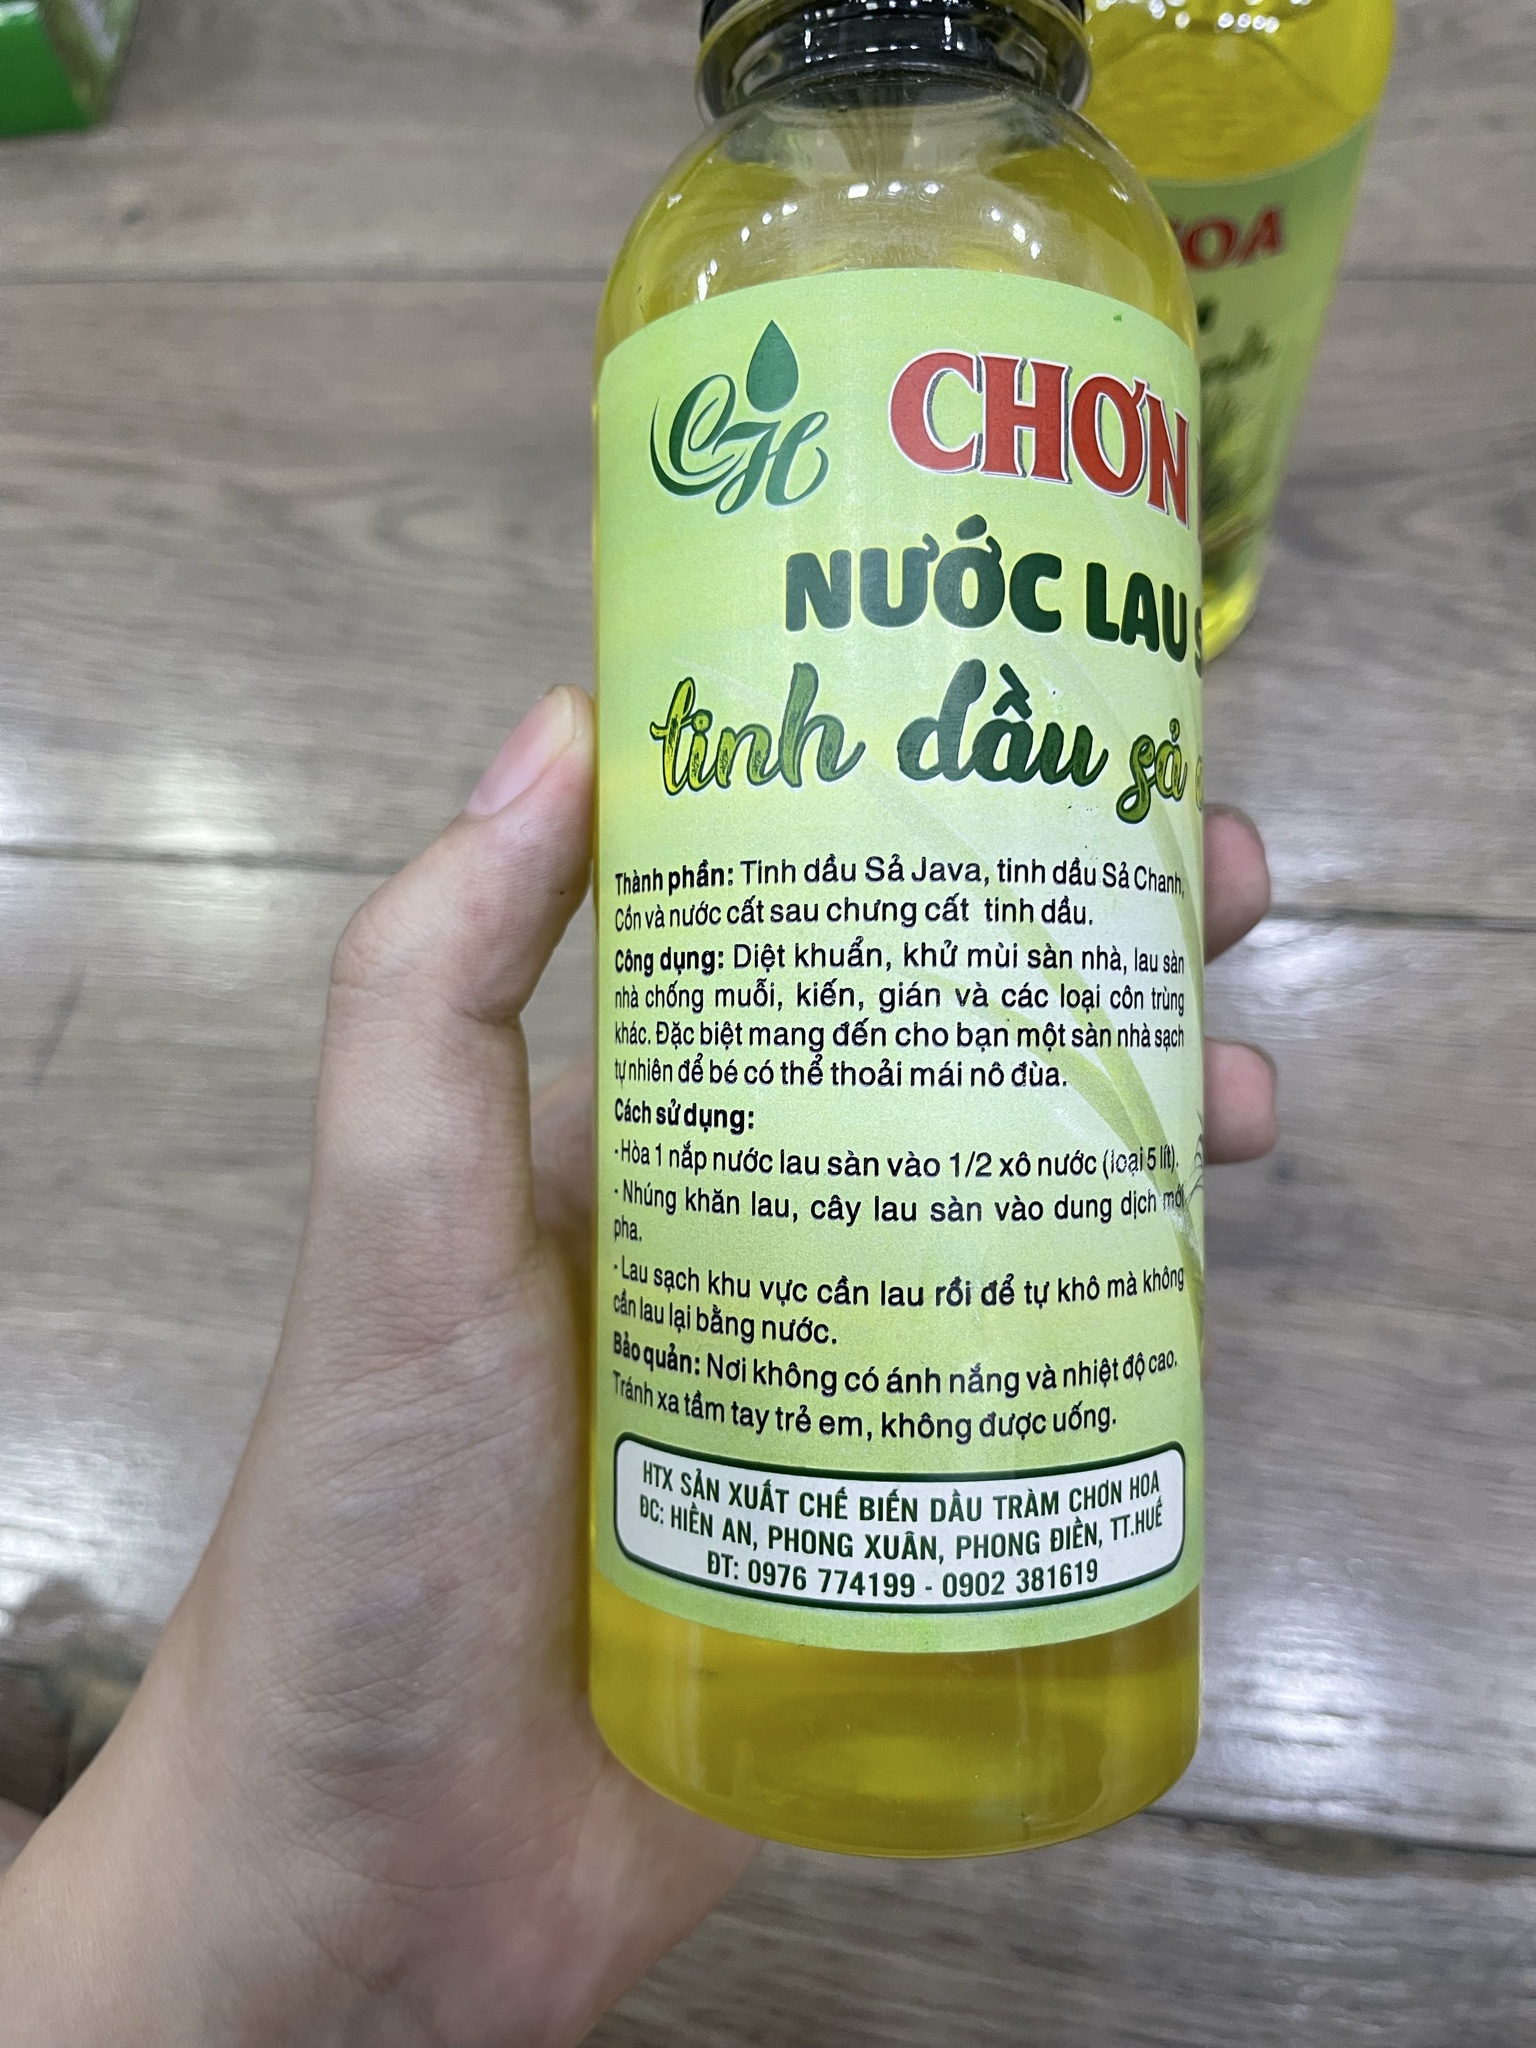 CH
CHƠN
NƯỚC LAU
tinh dầu sả
Thành phần: Tinh dầu Sả Java, tinh dầu Sả Chanh,
Cồn và nước cất sau chưng cất tinh dầu.
Công dụng: Diệt khuẩn, khử mùi sàn nhà, lau sàn
nhà chống muỗi, kiến, gián và các loại côn trùng
khác. Đặc biệt mang đến cho bạn một sàn nhà sạch
tự nhiên để bé có thể thoải mái nô đùa.
Cách sử dụng:
-Hòa 1 nắp nước lau sàn vào 1/2 xô nước (loại 5 lít).
- Nhúng khăn lau, cây lau sàn vào dung dịch mới
pha.
- Lau sạch khu vực cần lau rồi để tự khô mà không
cần lau lại bằng nước.
Bảo quản: Nơi không có ánh nắng và nhiệt độ cao.
Tránh xa tầm tay trẻ em, không được uống.
HTX SẢN XUẤT CHẾ BIẾN DẦU TRÀM CHƠN HOA
ĐC: HIỀN AN, PHONG XUÂN, PHONG ĐIỀN, TT.HUẾ
ĐT: 0976 774199 - 0902 381619